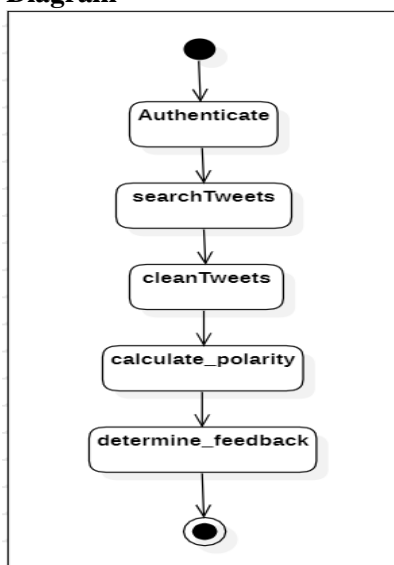 Diagram
Authenticate
searchTweets
cleanTweets
calculate_polarity
determine_feedback